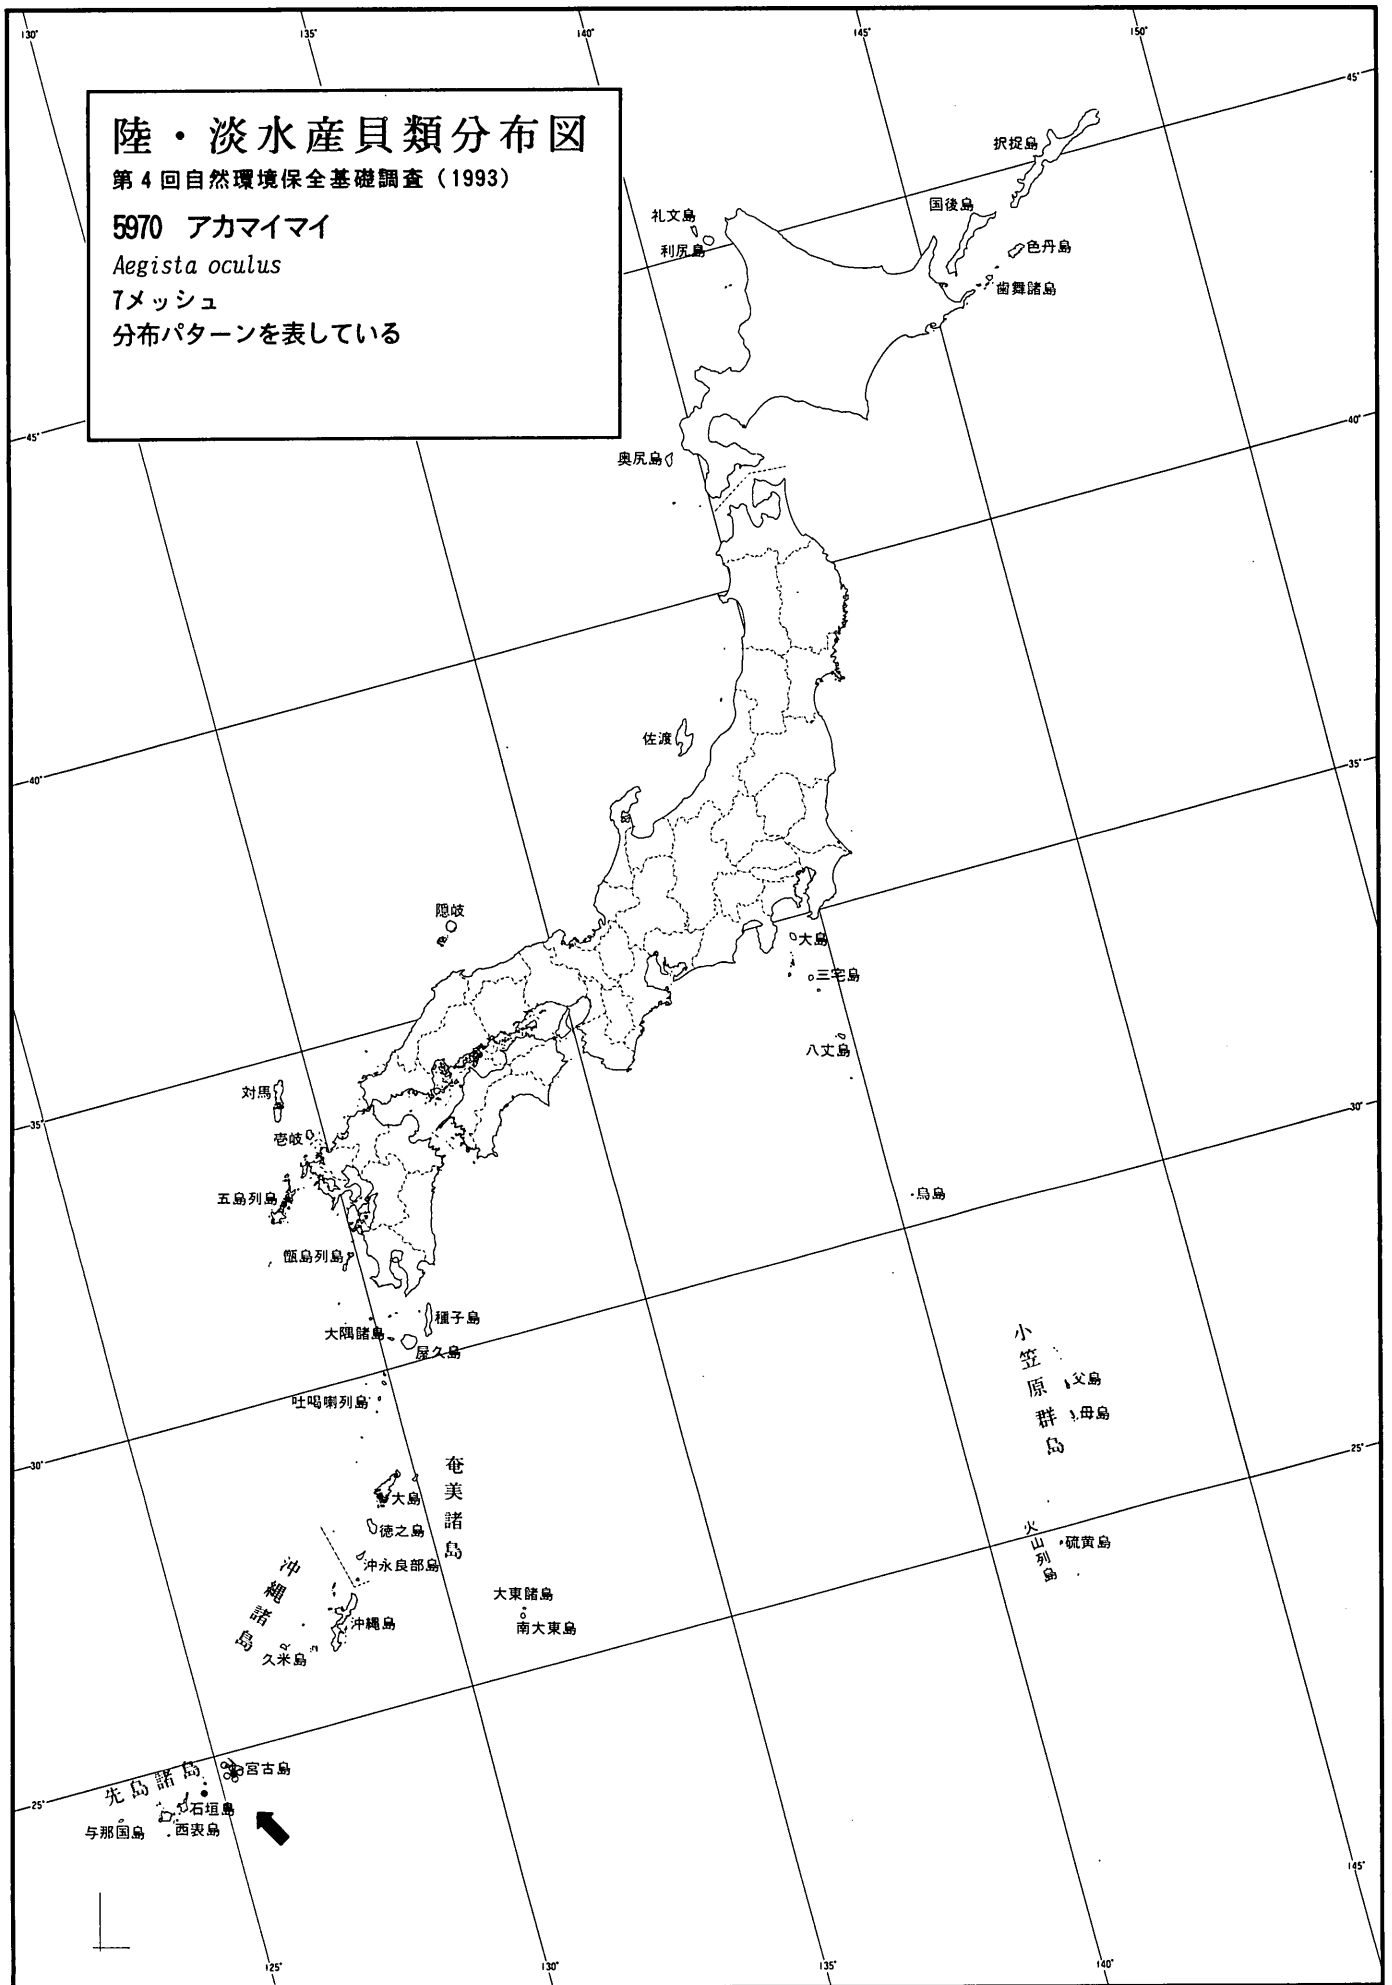 130°
135°
140°
145°
150°
45°
陸・淡水産貝類分布図
第4回自然環境保全基礎調査（1993）
5970 アカマイマイ
Aegista oculus
7メッシュ
分布パターンを表している
択捉島
国後島
礼文島
利尻島
色丹島
歯舞諸島
45°
40°
奥尻島
佐渡
40°
35°
隠岐
大島
三宅島
八丈島
対馬
壱岐
35°
30°
五島列島
鳥島
甑島列島
種子島
大隅諸島
屋久島
吐噶喇列島
小笠原群島
父島
母島
30°
25°
奄美諸島
大島
徳之島
沖永良部島
火山列島
硫黄島
沖縄諸島
沖縄島
久米島
大東諸島
南大東島
先島諸島
宮古島
石垣島
西表島
与那国島
25°
145°
125°
130°
135°
140°